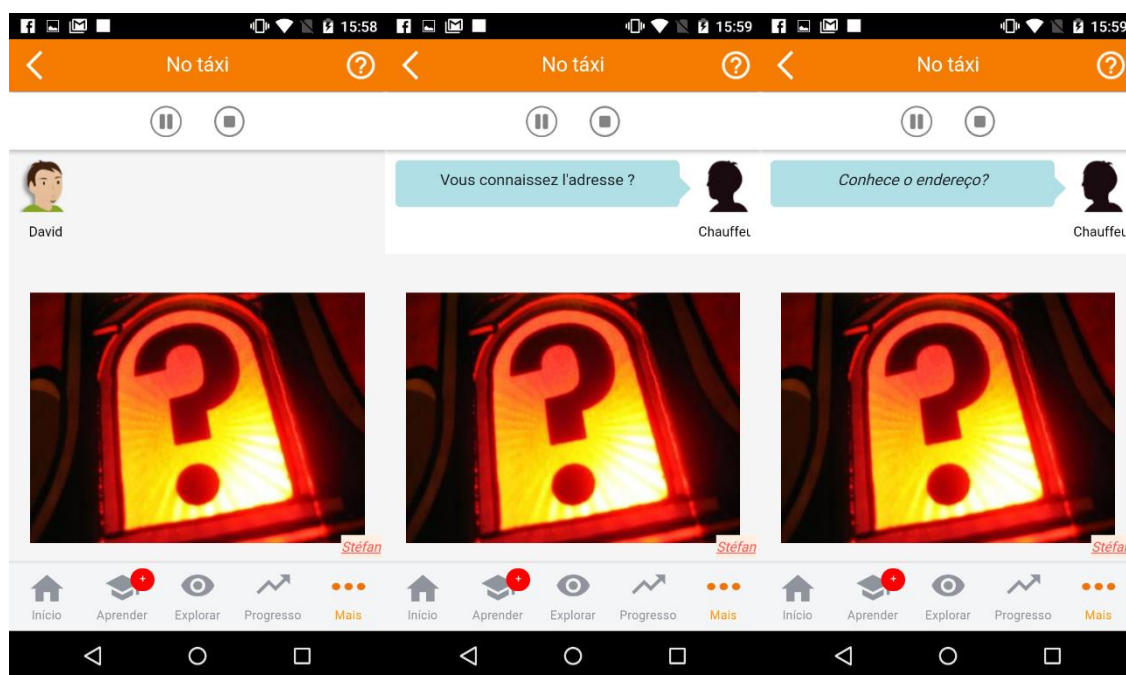 15:58
No táxi
David
Stéfan
Início Aprender Explorar Progresso Mais
15:59
No táxi
Vous connaissez l'adresse ?
Chauffeu
Stéfan
Início Aprender Explorar Progresso Mais
15:59
No táxi
Conhece o endereço?
Chauffeu
Stéfan
Início Aprender Explorar Progresso Mais